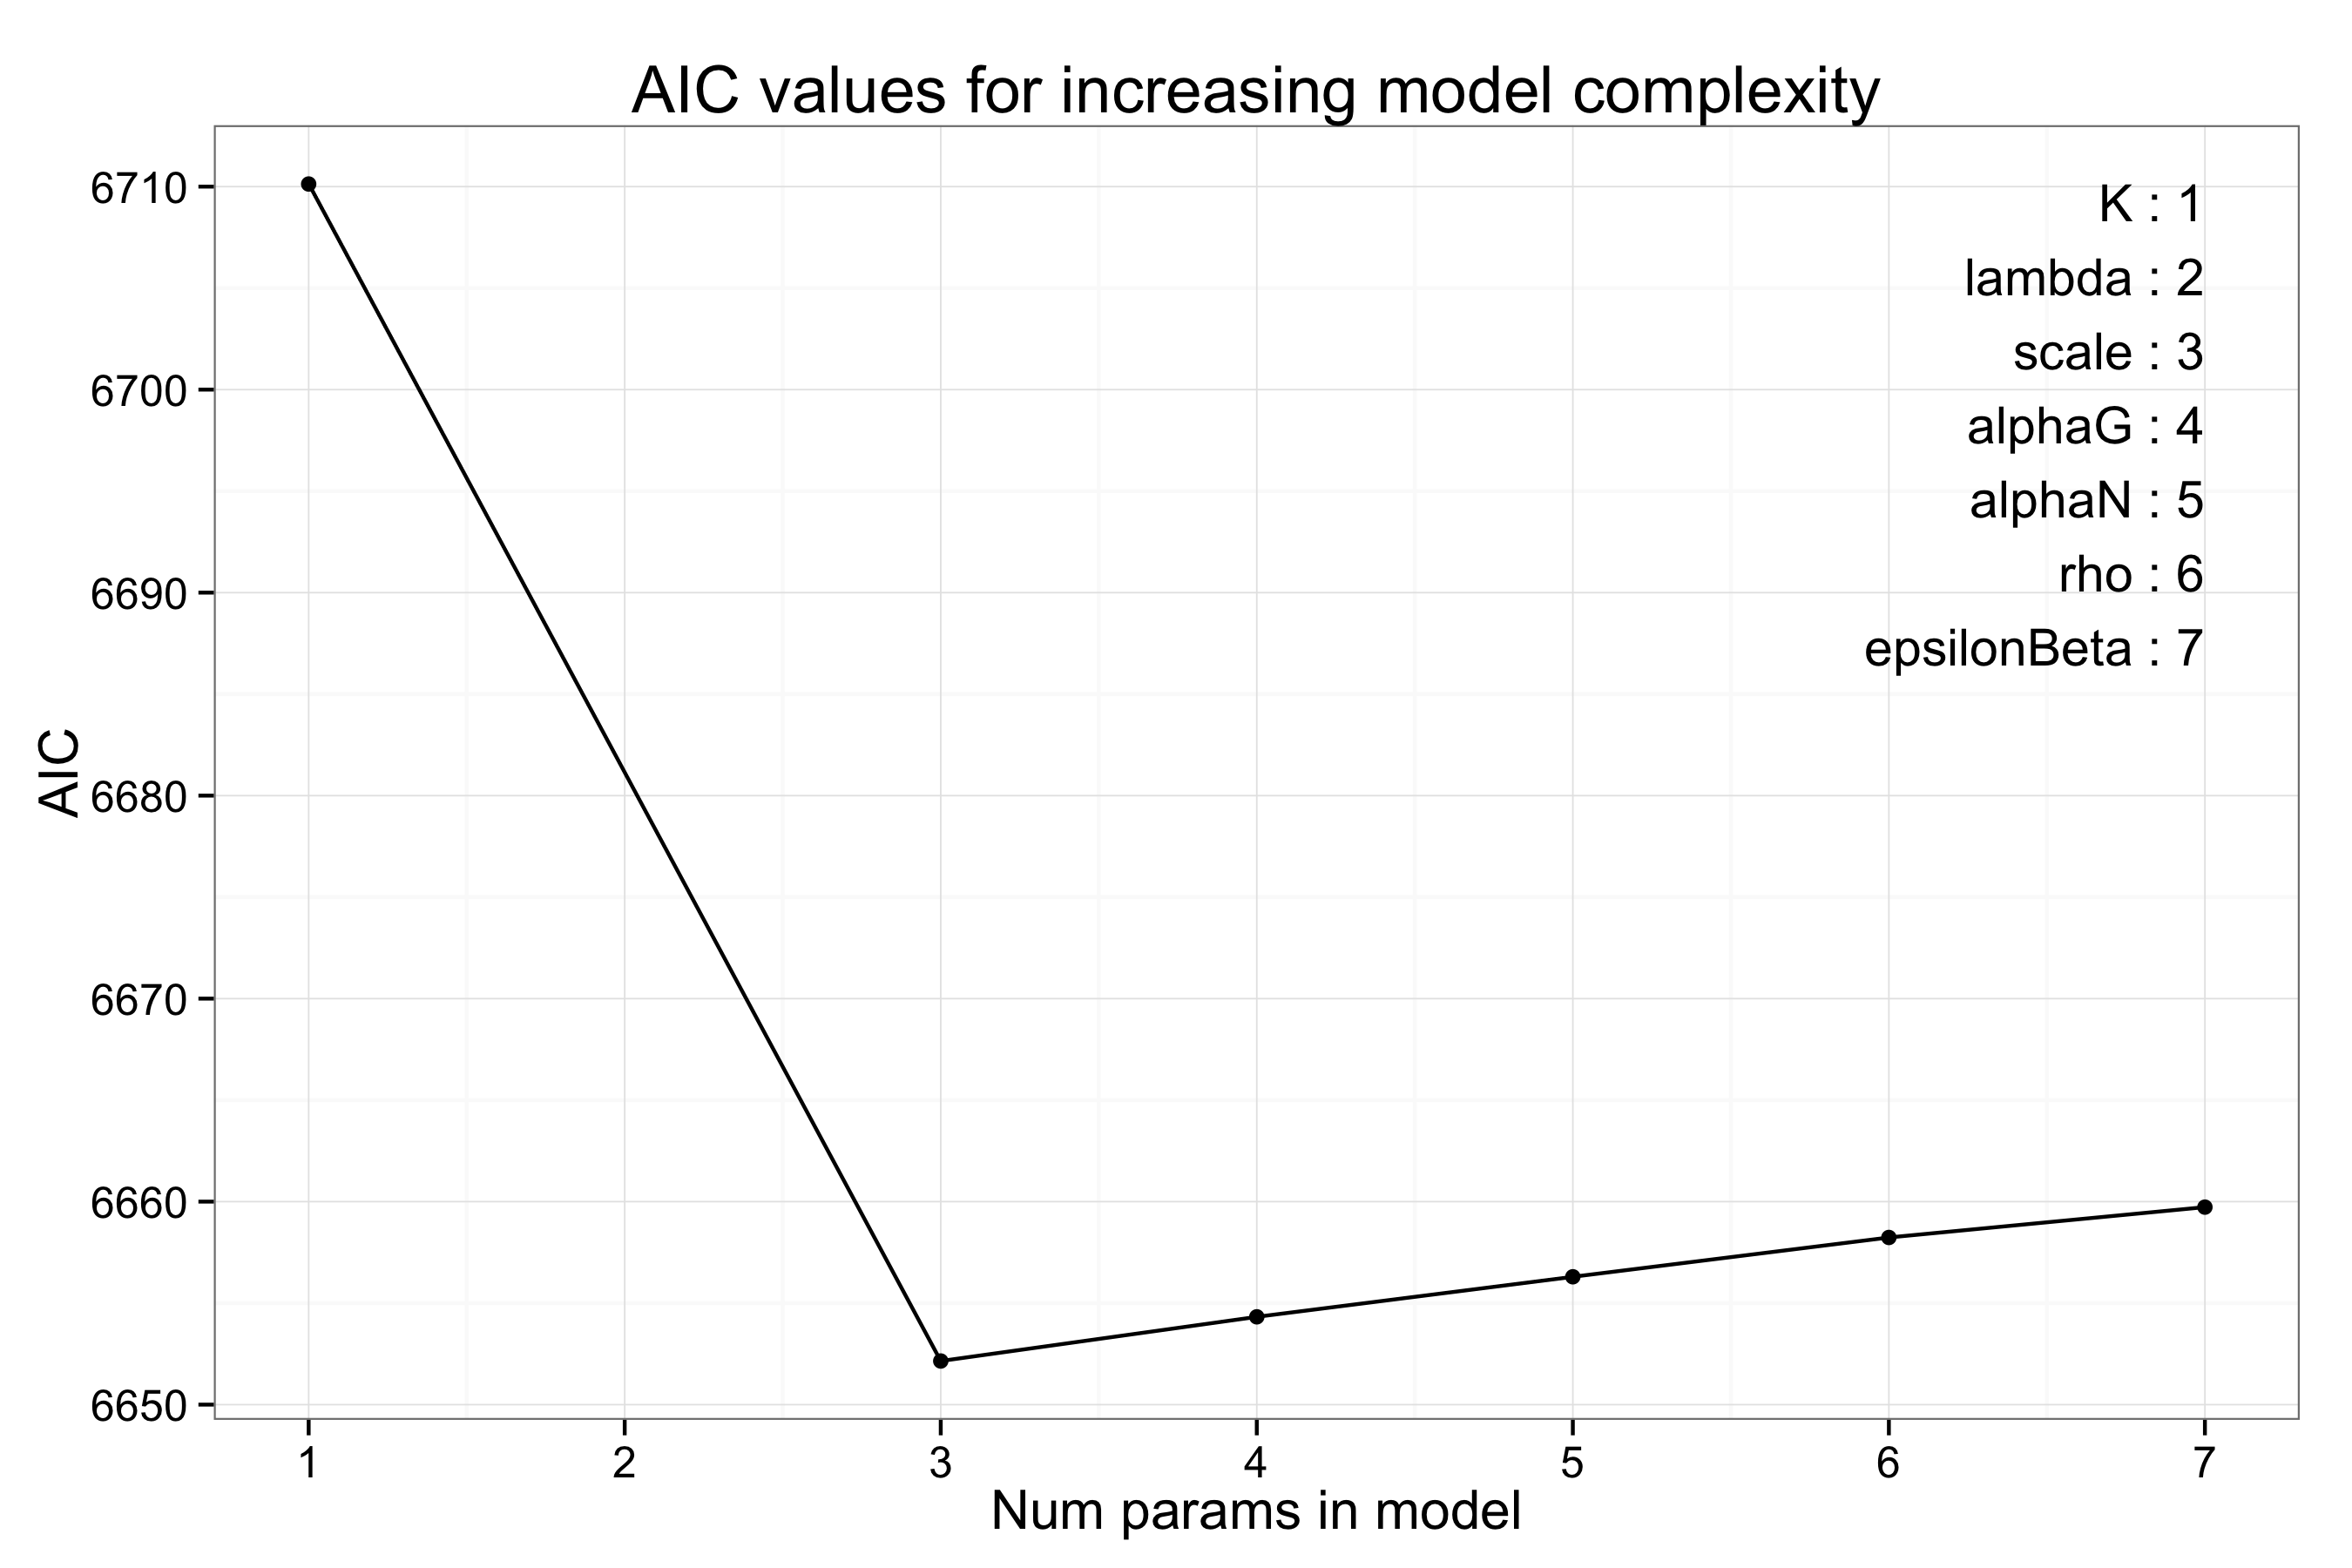 AIC values for increasing model complexity
AIC
6710
6700
6690
6680
6670
6660
6650
K : 1
lambda : 2
scale : 3
alphaG : 4
alphaN : 5
rho : 6
epsilonBeta : 7
1 2 3 4 5 6 7
Num params in model